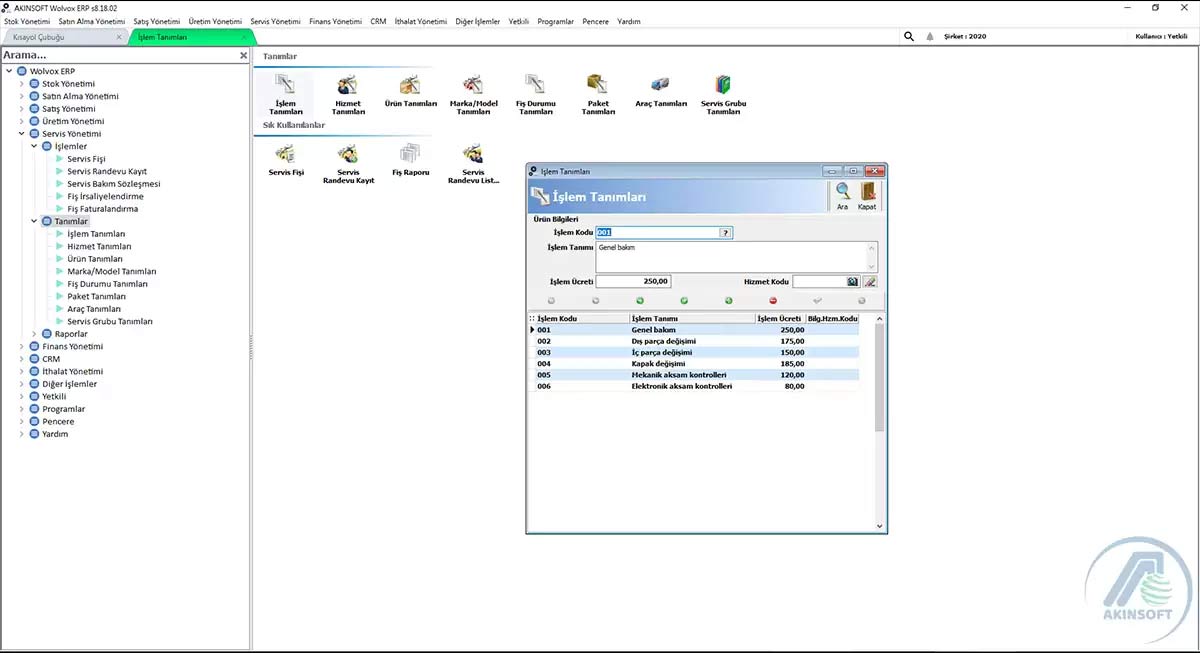 AKINSOFT Wolvox ERP s8.18.02
Stok Yönetimi Satın Alma Yönetimi Satış Yönetimi Üretim Yönetimi Servis Yönetimi Finans Yönetimi CRM İthalat Yönetimi Diğer İşlemler Yetkili Programlar Pencere Yardım
Kısayol Çubuğu
İşlem Tanımları
Şirket : 2020
Kullanıcı : Yetkili
Arama...
Wolvox ERP
Stok Yönetimi
Satın Alma Yönetimi
Satış Yönetimi
Üretim Yönetimi
Servis Yönetimi
İşlemler
Servis Fişi
Servis Randevu Kayıt
Servis Bakım Sözleşmesi
Fiş İrsaliyelendirme
Fiş Faturalandırma
Tanımlar
İşlem Tanımları
Hizmet Tanımları
Ürün Tanımları
Marka/Model Tanımları
Fiş Durumu Tanımları
Paket Tanımları
Araç Tanımları
Servis Grubu Tanımları
Raporlar
Finans Yönetimi
CRM
İthalat Yönetimi
Diğer İşlemler
Yetkili
Programlar
Pencere
Yardım
Tanımlar
İşlem Tanımları
Hizmet Tanımları
Ürün Tanımları
Marka/Model Tanımları
Fiş Durumu Tanımları
Paket Tanımları
Araç Tanımları
Servis Grubu Tanımları
Sık Kullanılanlar
Servis Fişi
Servis Randevu Kayıt
Fiş Raporu
Servis Randevu List...
İşlem Tanımları
İşlem Tanımları
Ara
Kapat
Ürün Bilgileri
İşlem Kodu 001 ?
İşlem Tanımı Genel bakım
İşlem Ücreti 250,00 Hizmet Kodu
İşlem Kodu İşlem Tanımı İşlem Ücreti Bilg.Hzm.Kodu
001 Genel bakım 250,00
002 Dış parça değişimi 175,00
003 İç parça değişimi 150,00
004 Kapak değişimi 185,00
005 Mekanik aksam kontrolleri 120,00
006 Elektronik aksam kontrolleri 80,00
AKINSOFT